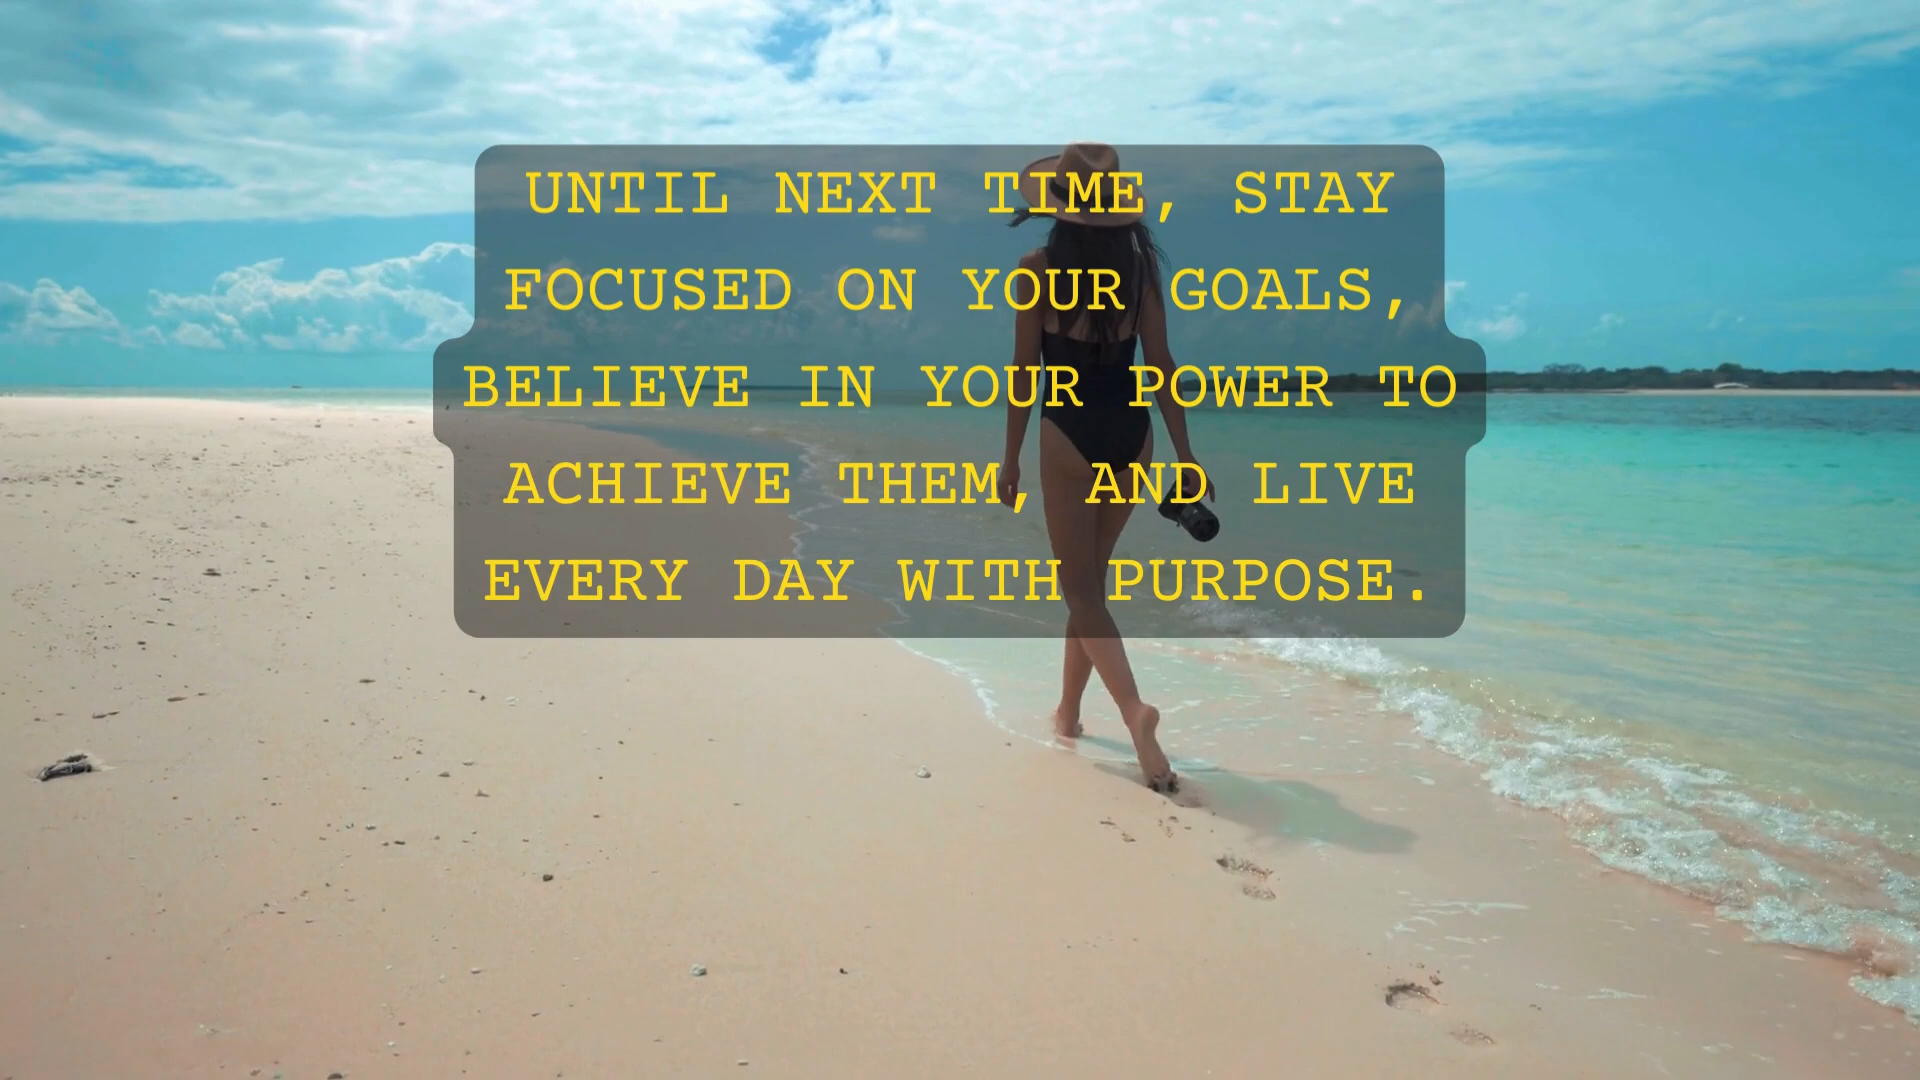 UNTIL NEXT TIME, STAY
FOCUSED ON YOUR GOALS,
BELIEVE IN YOUR POWER TO
ACHIEVE THEM, AND LIVE
EVERY DAY WITH PURPOSE.